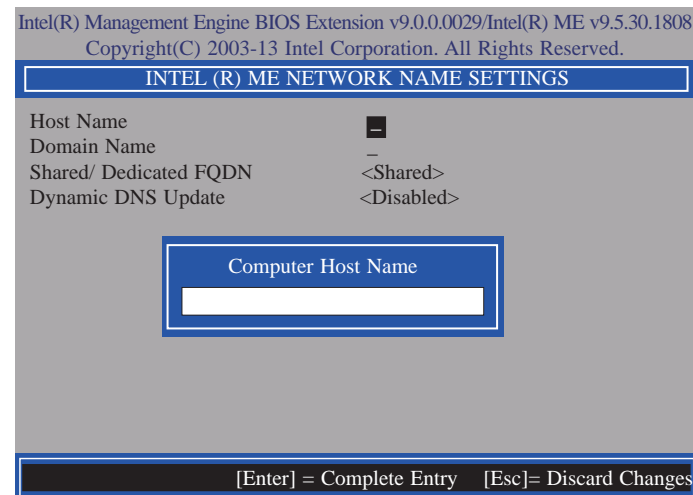 Intel(R) Management Engine BIOS Extension v9.0.0.0029/Intel(R) ME v9.5.30.1808
Copyright(C) 2003-13 Intel Corporation. All Rights Reserved.
INTEL (R) ME NETWORK NAME SETTINGS
Host Name _
Domain Name _
Shared/ Dedicated FQDN <Shared>
Dynamic DNS Update <Disabled>
Computer Host Name
[Enter] = Complete Entry [Esc]= Discard Changes